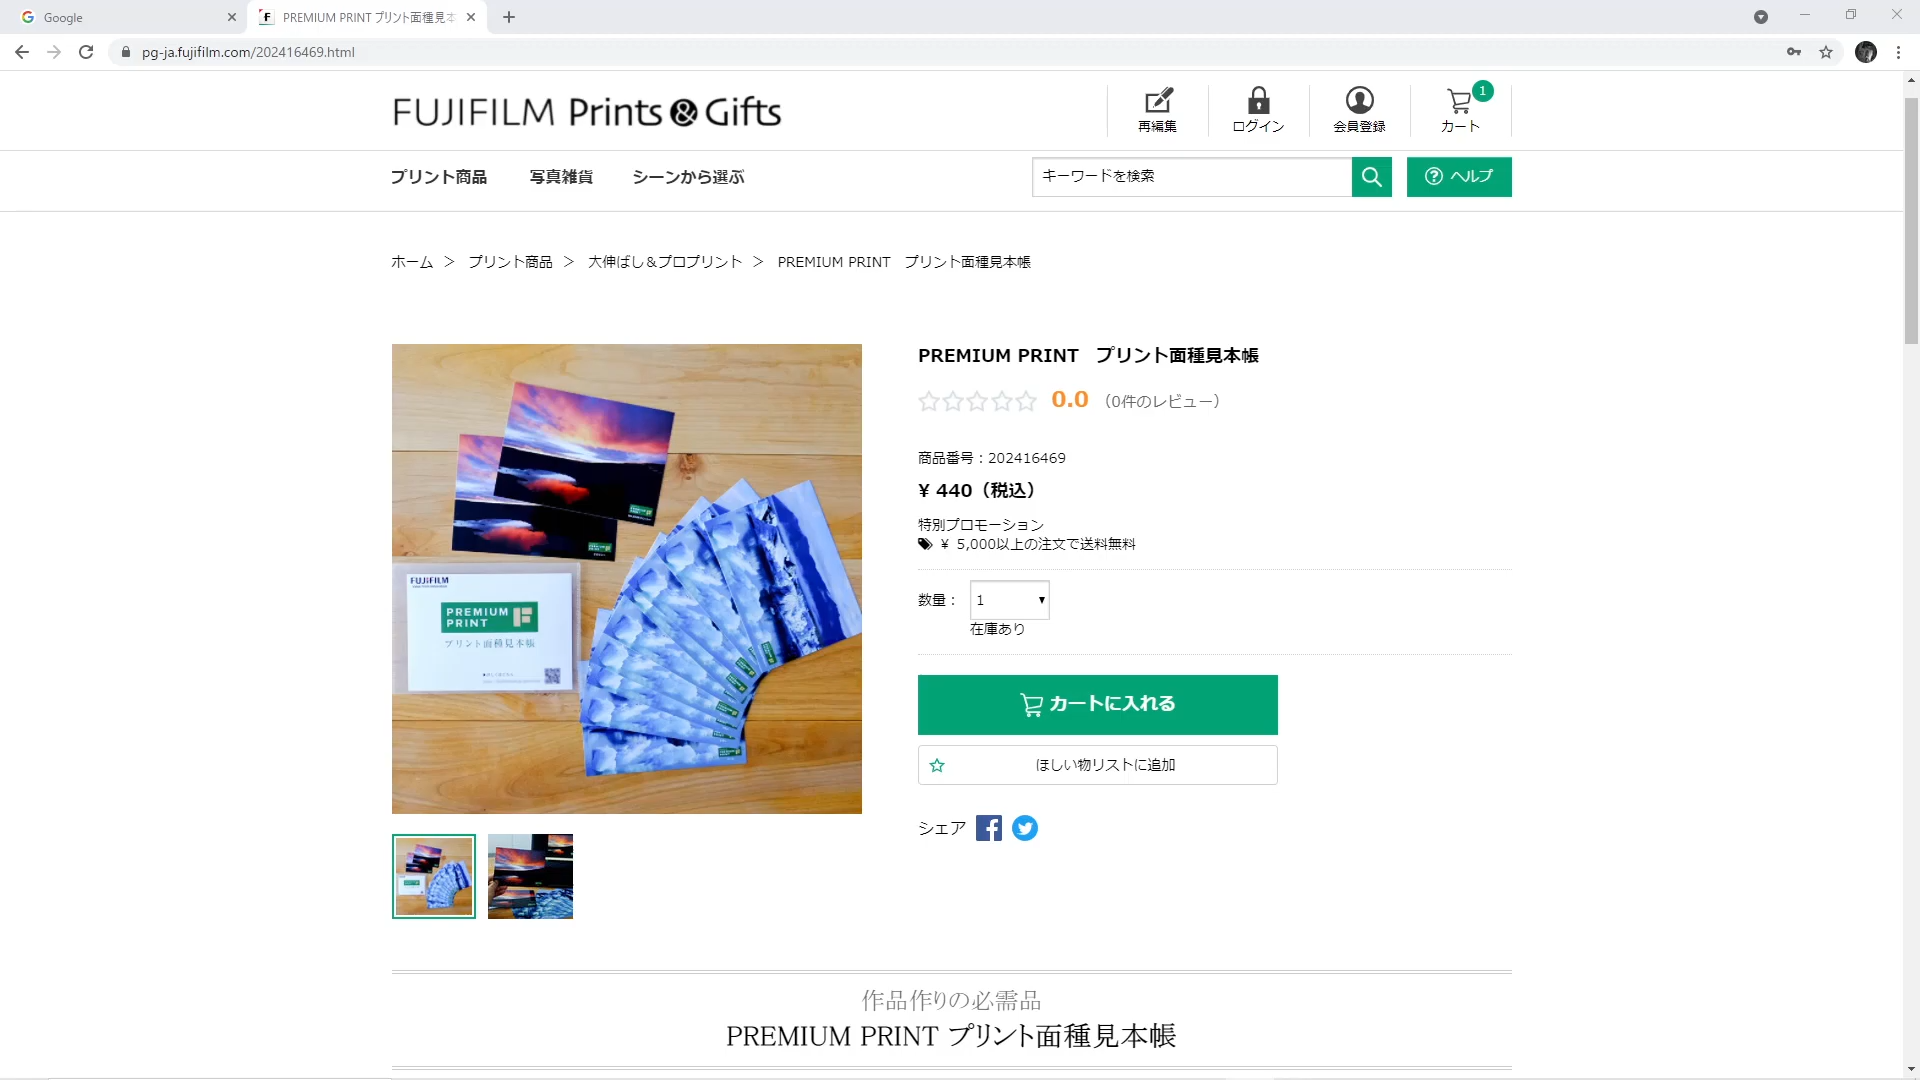 Google
PREMIUM PRINT プリント面種見本
pg-ja.fujifilm.com/202416469.html
FUJIFILM Prints & Gifts
再編集
ログイン
会員登録
1
カート
プリント商品
写真雑貨
シーンから選ぶ
キーワードを検索
ヘルプ
ホーム > プリント商品 > 大伸ばし＆プロプリント > PREMIUM PRINT プリント面種見本帳
PREMIUM PRINT プリント面種見本帳
0.0 （0件のレビュー）
商品番号：202416469
¥ 440（税込）
特別プロモーション
¥ 5,000以上の注文で送料無料
数量： 1
在庫あり
カートに入れる
ほしい物リストに追加
シェア
FUJIFILM
PREMIUM
PRINT
プリント面種見本帳
作品作りの必需品
PREMIUM PRINT プリント面種見本帳